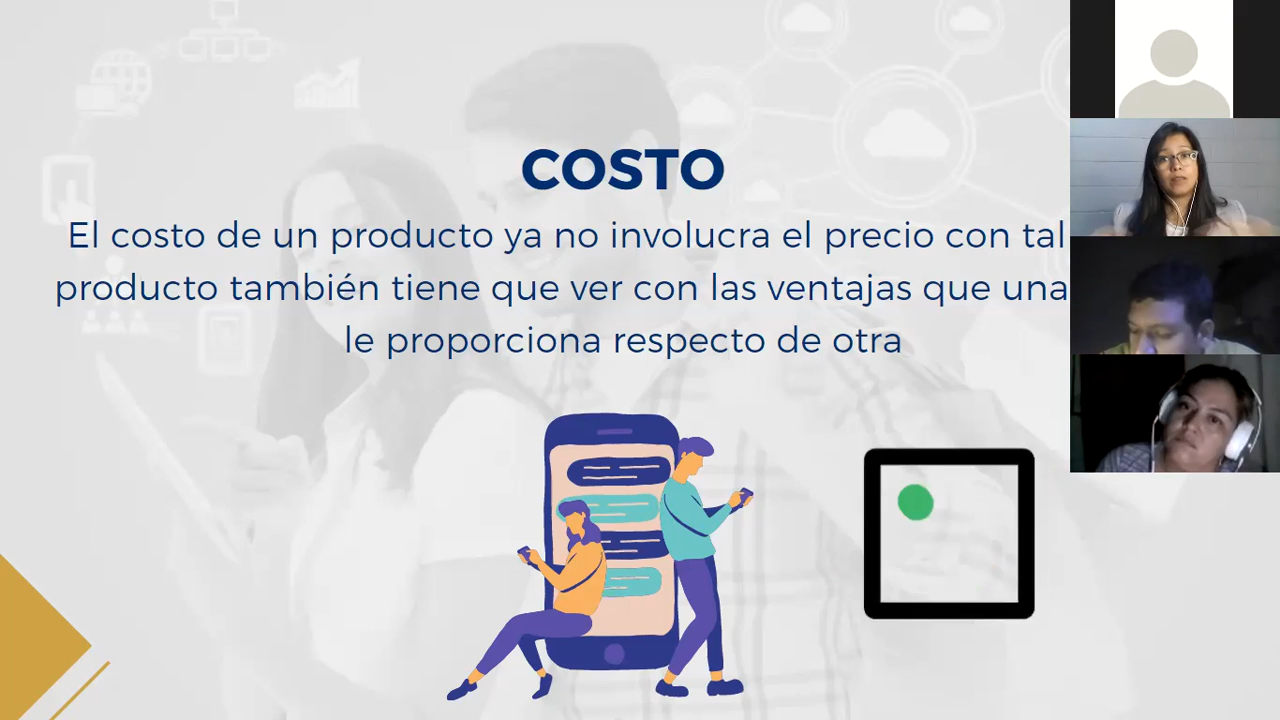 COSTO
El costo de un producto ya no involucra el precio con tal
producto también tiene que ver con las ventajas que una
le proporciona respecto de otra